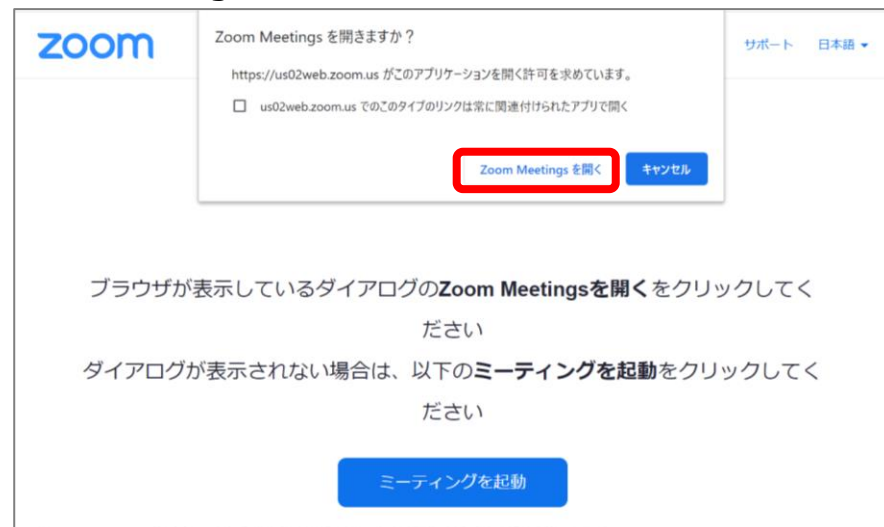 zoom
Zoom Meetings を開きますか？
サポート 日本語
https://us02web.zoom.us がこのアプリケーションを開く許可を求めています。
us02web.zoom.us でのこのタイプのリンクは常に関連付けられたアプリで開く
Zoom Meetings を開く キャンセル
ブラウザが表示しているダイアログのZoom Meetingsを開くをクリックしてく
ださい
ダイアログが表示されない場合は、以下のミーティングを起動をクリックしてく
ださい
ミーティングを起動